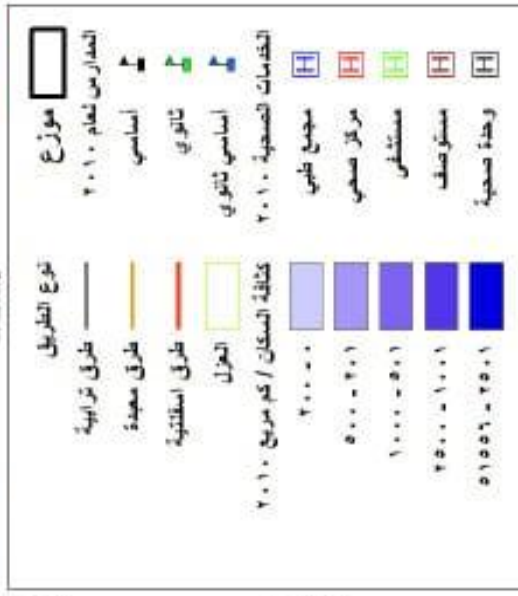 موزع
المدارس لعام ٢٠١٠
أساسي
ثانوي
أساسي ثانوي
الخدمات الصحية ٢٠١٠
مجمع طبي
مركز صحي
مستشفى
مستوصف
وحدة صحية
نوع الطريق
طرق ترابية
طرق معبدة
طرق اسفلتية
العزل
كثافة السكان / كم مربع ٢٠١٠
٠ - ٢٠٠
٢٠١ - ٥٠٠
٥٠١ - ١٠٠٠
١٠٠١ - ٢٥٠٠
٢٥٠١ - ٥١٥٥٦